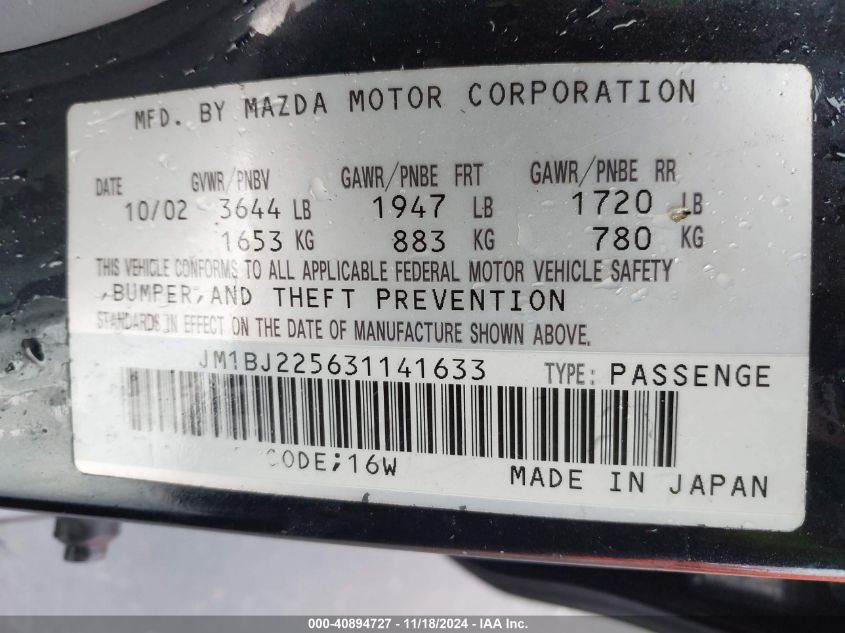 MFD. BY MAZDA MOTOR CORPORATION
DATE GVWR/PNBV GAWR/PNBE FRT GAWR/PNBE RR
10/02 3644 LB 1947 LB 1720 LB
1653 KG 883 KG 780 KG
THIS VEHICLE CONFORMS TO ALL APPLICABLE FEDERAL MOTOR VEHICLE SAFETY
,BUMPER,AND THEFT PREVENTION
STANDARDS IN EFFECT ON THE DATE OF MANUFACTURE SHOWN ABOVE.
JM1BJ225631141633 TYPE: PASSENGE
CODE;16W MADE IN JAPAN
000-40894727 - 11/18/2024 - IAA Inc.